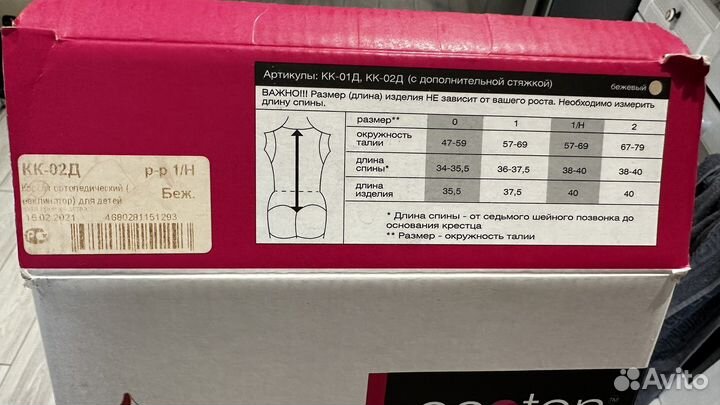 Артикулы: КК-01Д, КК-02Д (с дополнительной стяжкой)
бежевый
ВАЖНО!!! Размер (длина) изделия НЕ зависит от вашего роста. Необходимо измерить
длину спины.
размер** 0 1 1/Н 2
окружность талии 47-59 57-69 57-69 67-79
длина спины* 34-35,5 36-37,5 38-40 38-40
длина изделия 35,5 37,5 40 40
* Длина спины - от седьмого шейного позвонка до
основания крестца
** Размер - окружность талии
КК-02Д р-р 1/Н
ортопедический (
реклинатор) для детей Беж.
16.02.2021 4680281151293
Avito